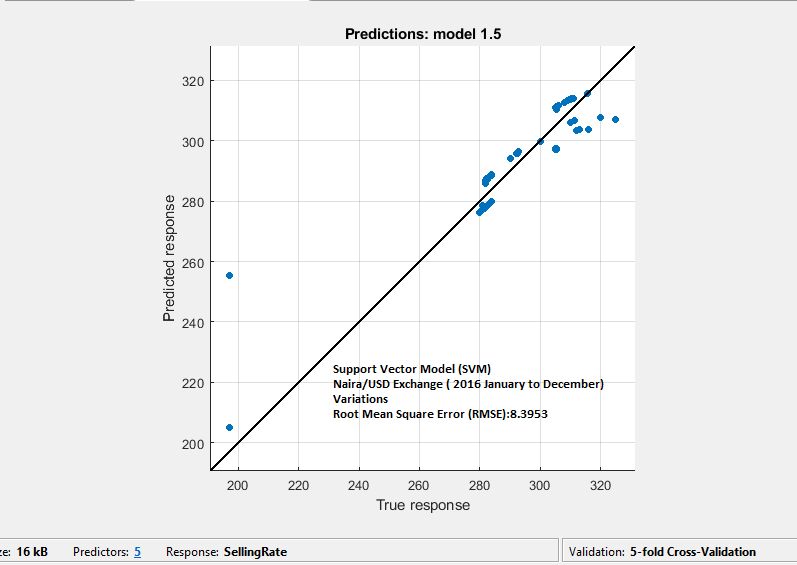 Predictions: model 1.5
320
300
280
260
240
220
200
Predicted response
Support Vector Model (SVM)
Naira/USD Exchange ( 2016 January to December)
Variations
Root Mean Square Error (RMSE):8.3953
200 220 240 260 280 300 320
True response
16 kB Predictors: 5 Response: SellingRate Validation: 5-fold Cross-Validation